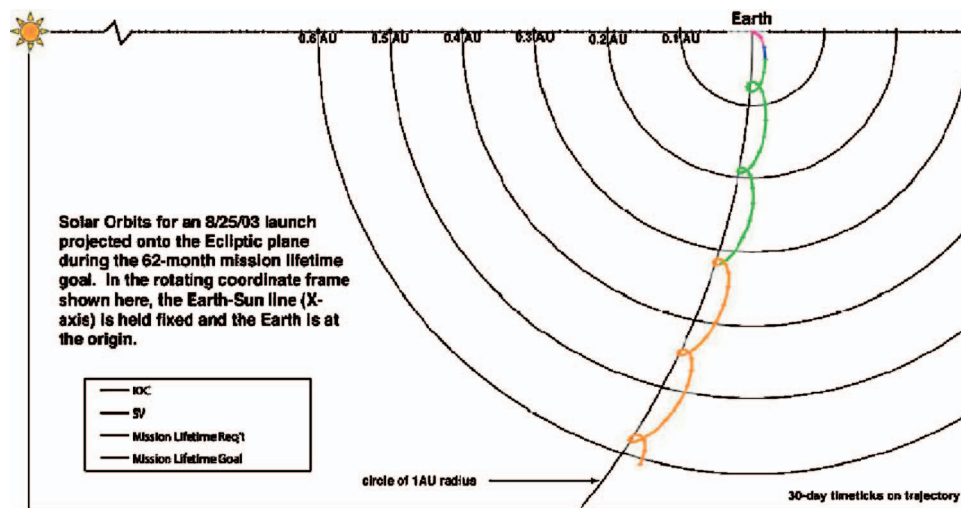 Earth
0.6 AU 0.5 AU 0.4 AU 0.3 AU 0.2 AU 0.1 AU
Solar Orbits for an 8/25/03 launch
projected onto the Ecliptic plane
during the 62-month mission lifetime
goal. In the rotating coordinate frame
shown here, the Earth-Sun line (X-
axis) is held fixed and the Earth is at
the origin.
IOC
SV
Mission Lifetime Req't
Mission Lifetime Goal
circle of 1AU radius
30-day timeticks on trajectory